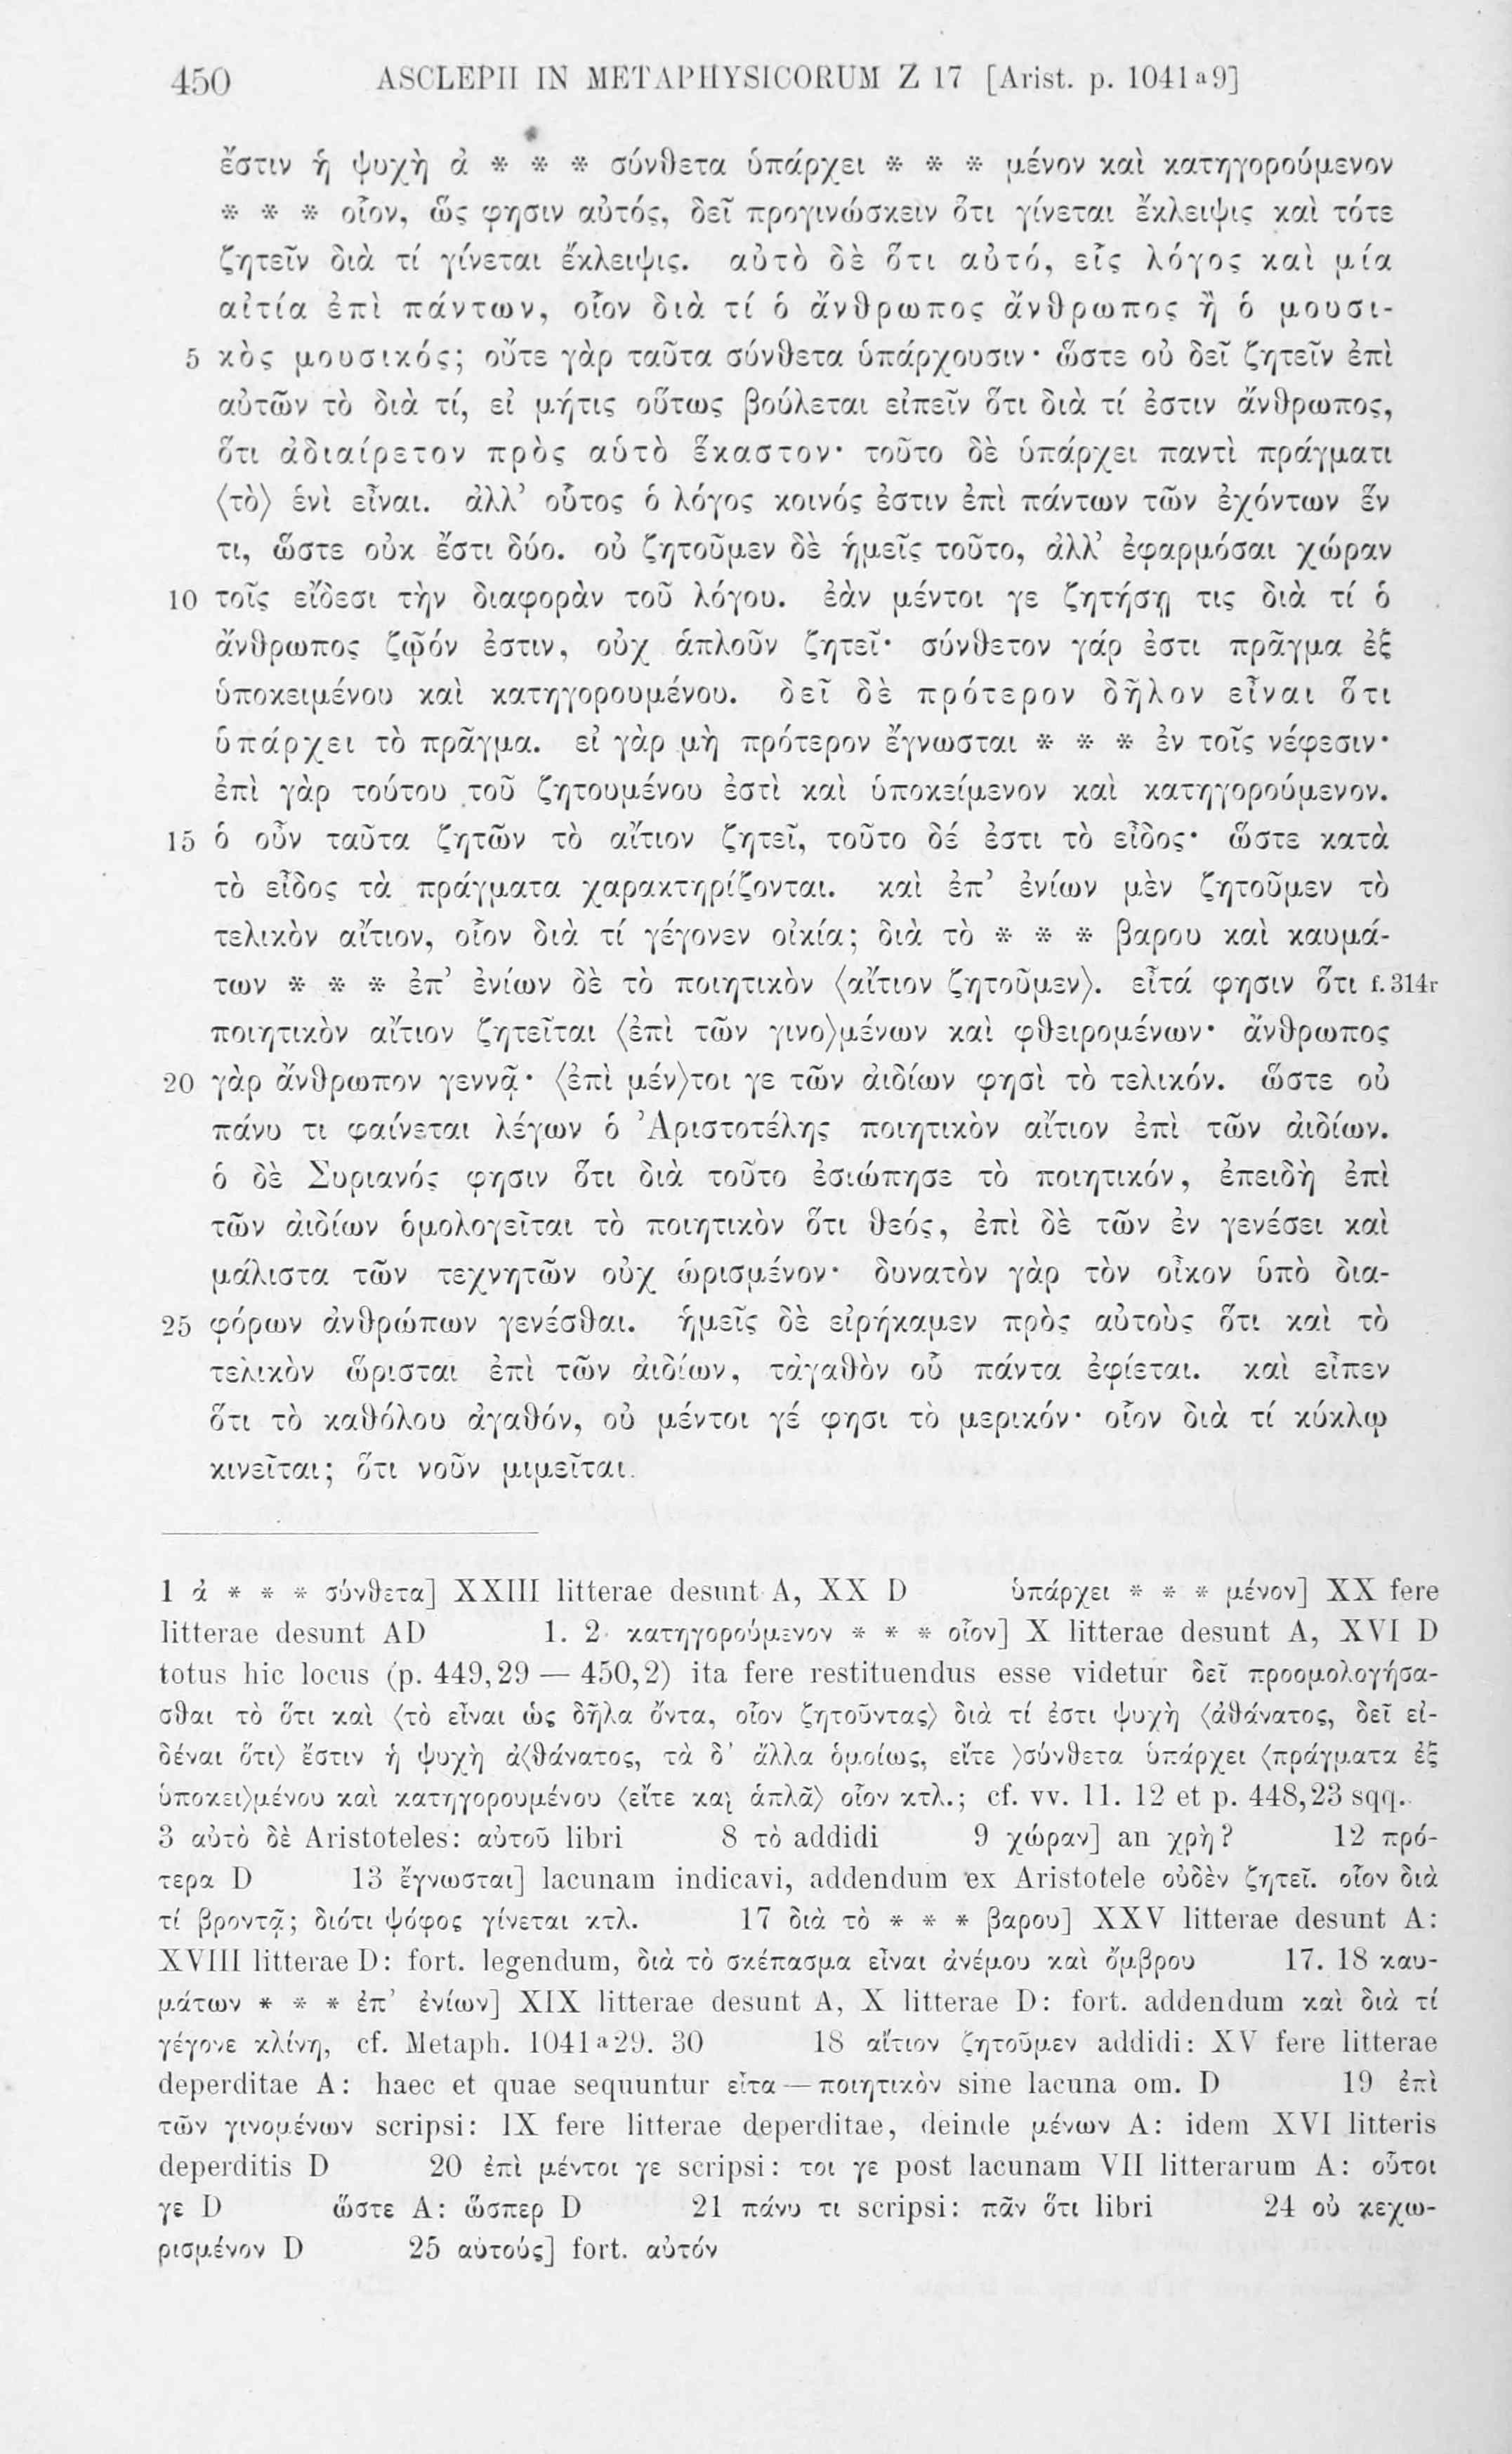 450 ASCLEPII IN METAPHYSICORUM Z 17 [Arist. p. 1041 a 9]
ἔστιν ἡ ψυχὴ ἀ * * * σύνθετα ὑπάρχει * * * μένον καὶ κατηγορούμενον
* * * οἷον, ὥς φησιν αὐτός, δεῖ προγινώσκειν ὅτι γίνεται ἔκλειψις καὶ τότε
ζητεῖν διὰ τί γίνεται ἔκλειψις. αὐτὸ δὲ ὅτι αὐτό, εἷς λόγος καὶ μία
αἰτία ἐπὶ πάντων, οἷον διὰ τί ὁ ἄνθρωπος ἄνθρωπος ἢ ὁ μουσι-
5 κὸς μουσικός; οὔτε γὰρ ταῦτα σύνθετα ὑπάρχουσιν· ὥστε οὐ δεῖ ζητεῖν ἐπὶ
αὐτῶν τὸ διὰ τί, εἰ μήτις οὕτως βούλεται εἰπεῖν ὅτι διὰ τί ἐστιν ἄνθρωπος,
ὅτι ἀδιαίρετον πρὸς αὑτὸ ἕκαστον· τοῦτο δὲ ὑπάρχει παντὶ πράγματι
⟨τὸ⟩ ἑνὶ εἶναι. ἀλλ’ οὗτος ὁ λόγος κοινός ἐστιν ἐπὶ πάντων τῶν ἐχόντων ἕν
τι, ὥστε οὐκ ἔστι δύο. οὐ ζητοῦμεν δὲ ἡμεῖς τοῦτο, ἀλλ’ ἐφαρμόσαι χώραν
10 τοῖς εἴδεσι τὴν διαφορὰν τοῦ λόγου. ἐὰν μέντοι γε ζητήσῃ τις διὰ τί ὁ
ἄνθρωπος ζῷόν ἐστιν, οὐχ ἁπλοῦν ζητεῖ· σύνθετον γάρ ἐστι πρᾶγμα ἐξ
ὑποκειμένου καὶ κατηγορουμένου. δεῖ δὲ πρότερον δῆλον εἶναι ὅτι
ὑπάρχει τὸ πρᾶγμα. εἰ γὰρ μὴ πρότερον ἔγνωσται * * * ἐν τοῖς νέφεσιν·
ἐπὶ γὰρ τούτου τοῦ ζητουμένου ἐστὶ καὶ ὑποκείμενον καὶ κατηγορούμενον.
15 ὁ οὖν ταῦτα ζητῶν τὸ αἴτιον ζητεῖ, τοῦτο δέ ἐστι τὸ εἶδος· ὥστε κατὰ
τὸ εἶδος τὰ πράγματα χαρακτηρίζονται. καὶ ἐπ’ ἐνίων μὲν ζητοῦμεν τὸ
τελικὸν αἴτιον, οἷον διὰ τί γέγονεν οἰκία; διὰ τὸ * * * βαρου καὶ καυμά-
των * * * ἐπ’ ἐνίων δὲ τὸ ποιητικὸν ⟨αἴτιον ζητοῦμεν⟩. εἶτά φησιν ὅτι f. 314r
ποιητικὸν αἴτιον ζητεῖται ⟨ἐπὶ τῶν γινο⟩μένων καὶ φθειρομένων· ἄνθρωπος
20 γὰρ ἄνθρωπον γεννᾷ· ⟨ἐπὶ μέν⟩τοι γε τῶν ἀιδίων φησὶ τὸ τελικόν. ὥστε οὐ
πάνυ τι φαίνεται λέγων ὁ Ἀριστοτέλης ποιητικὸν αἴτιον ἐπὶ τῶν ἀιδίων.
ὁ δὲ Συριανός φησιν ὅτι διὰ τοῦτο ἐσιώπησε τὸ ποιητικόν, ἐπειδὴ ἐπὶ
τῶν ἀιδίων ὁμολογεῖται τὸ ποιητικὸν ὅτι θεός, ἐπὶ δὲ τῶν ἐν γενέσει καὶ
μάλιστα τῶν τεχνητῶν οὐχ ὡρισμένον· δυνατὸν γὰρ τὸν οἶκον ὑπὸ δια-
25 φόρων ἀνθρώπων γενέσθαι. ἡμεῖς δὲ εἰρήκαμεν πρὸς αὐτοὺς ὅτι καὶ τὸ
τελικὸν ὥρισται ἐπὶ τῶν ἀιδίων, τἀγαθὸν οὗ πάντα ἐφίεται. καὶ εἶπεν
ὅτι τὸ καθόλου ἀγαθόν, οὐ μέντοι γέ φησι τὸ μερικόν· οἷον διὰ τί κύκλῳ
κινεῖται; ὅτι νοῦν μιμεῖται.
1 ἀ * * * σύνθετα] XXIII litterae desunt A, XX D ὑπάρχει * * * μένον] XX fere
litterae desunt AD 1. 2 κατηγορούμενον * * * οἷον] X litterae desunt A, XVI D
totus hic locus (p. 449,29 — 450,2) ita fere restituendus esse videtur δεῖ προομολογήσα-
σθαι τὸ ὅτι καὶ ⟨τὸ εἶναι ὡς δῆλα ὄντα, οἷον ζητοῦντας⟩ διὰ τί ἐστι ψυχὴ ⟨ἀθάνατος, δεῖ εἰ-
δέναι ὅτι⟩ ἔστιν ἡ ψυχὴ ἀ⟨θάνατος, τὰ δ’ ἄλλα ὁμοίως, εἴτε ⟩σύνθετα ὑπάρχει ⟨πράγματα ἐξ
ὑποκει⟩μένου καὶ κατηγορουμένου ⟨εἴτε καὶ ἁπλᾶ⟩ οἷον κτλ.; cf. vv. 11. 12 et p. 448,23 sqq.
3 αὐτὸ δὲ Aristoteles: αὐτοῦ libri 8 τὸ addidi 9 χώραν] an χρὴ? 12 πρό-
τερα D 13 ἔγνωσται] lacunam indicavi, addendum ex Aristotele οὐδὲν ζητεῖ. οἷον διὰ
τί βροντᾷ; διότι ψόφος γίνεται κτλ. 17 διὰ τὸ * * * βαρου] XXV litterae desunt A:
XVIII litterae D: fort. legendum, διὰ τὸ σκέπασμα εἶναι ἀνέμου καὶ ὄμβρου 17. 18 καυ-
μάτων * * * ἐπ’ ἐνίων] XIX litterae desunt A, X litterae D: fort. addendum καὶ διὰ τί
γέγονε κλίνη, cf. Metaph. 1041 a 29. 30 18 αἴτιον ζητοῦμεν addidi: XV fere litterae
deperditae A: haec et quae sequuntur εἶτα — ποιητικὸν sine lacuna om. D 19 ἐπὶ
τῶν γινομένων scripsi: IX fere litterae deperditae, deinde μένων A: idem XVI litteris
deperditis D 20 ἐπὶ μέντοι γε scripsi: τοι γε post lacunam VII litterarum A: οὗτοι
γε D ὥστε A: ὥσπερ D 21 πάνυ τι scripsi: πᾶν ὅτι libri 24 οὐ κεχω-
ρισμένον D 25 αὐτούς] fort. αὐτόν